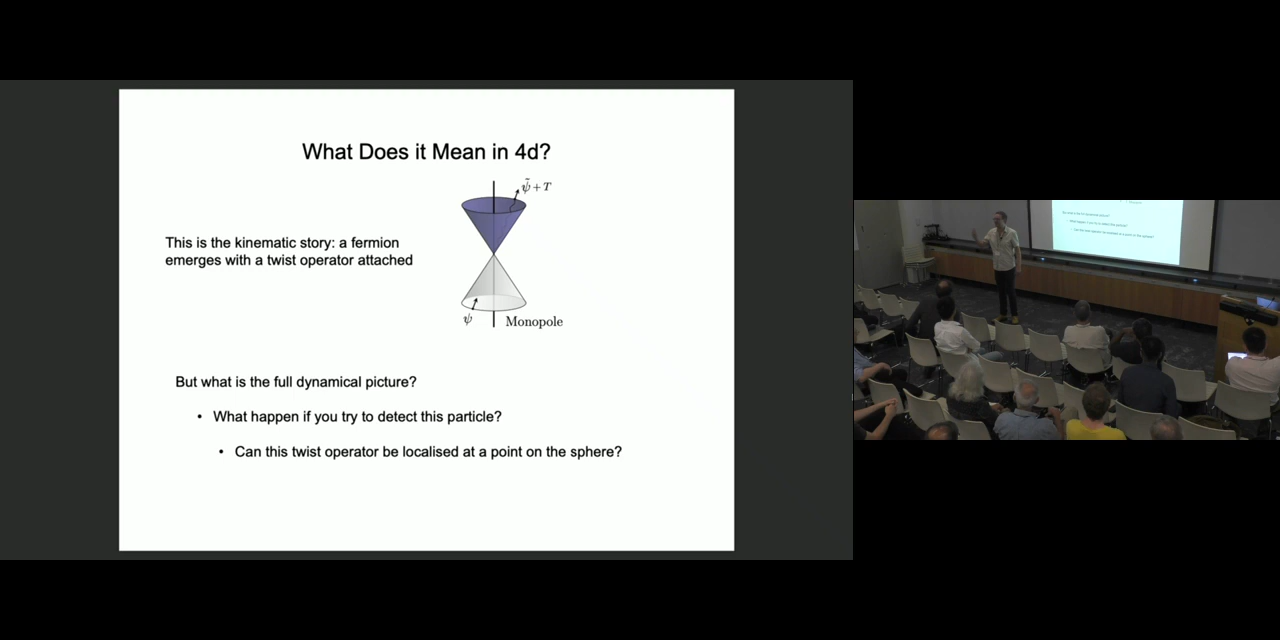 What Does it Mean in 4d?
ψ̃ + T
This is the kinematic story: a fermion
emerges with a twist operator attached
ψ
Monopole
But what is the full dynamical picture?
• What happen if you try to detect this particle?
• Can this twist operator be localised at a point on the sphere?